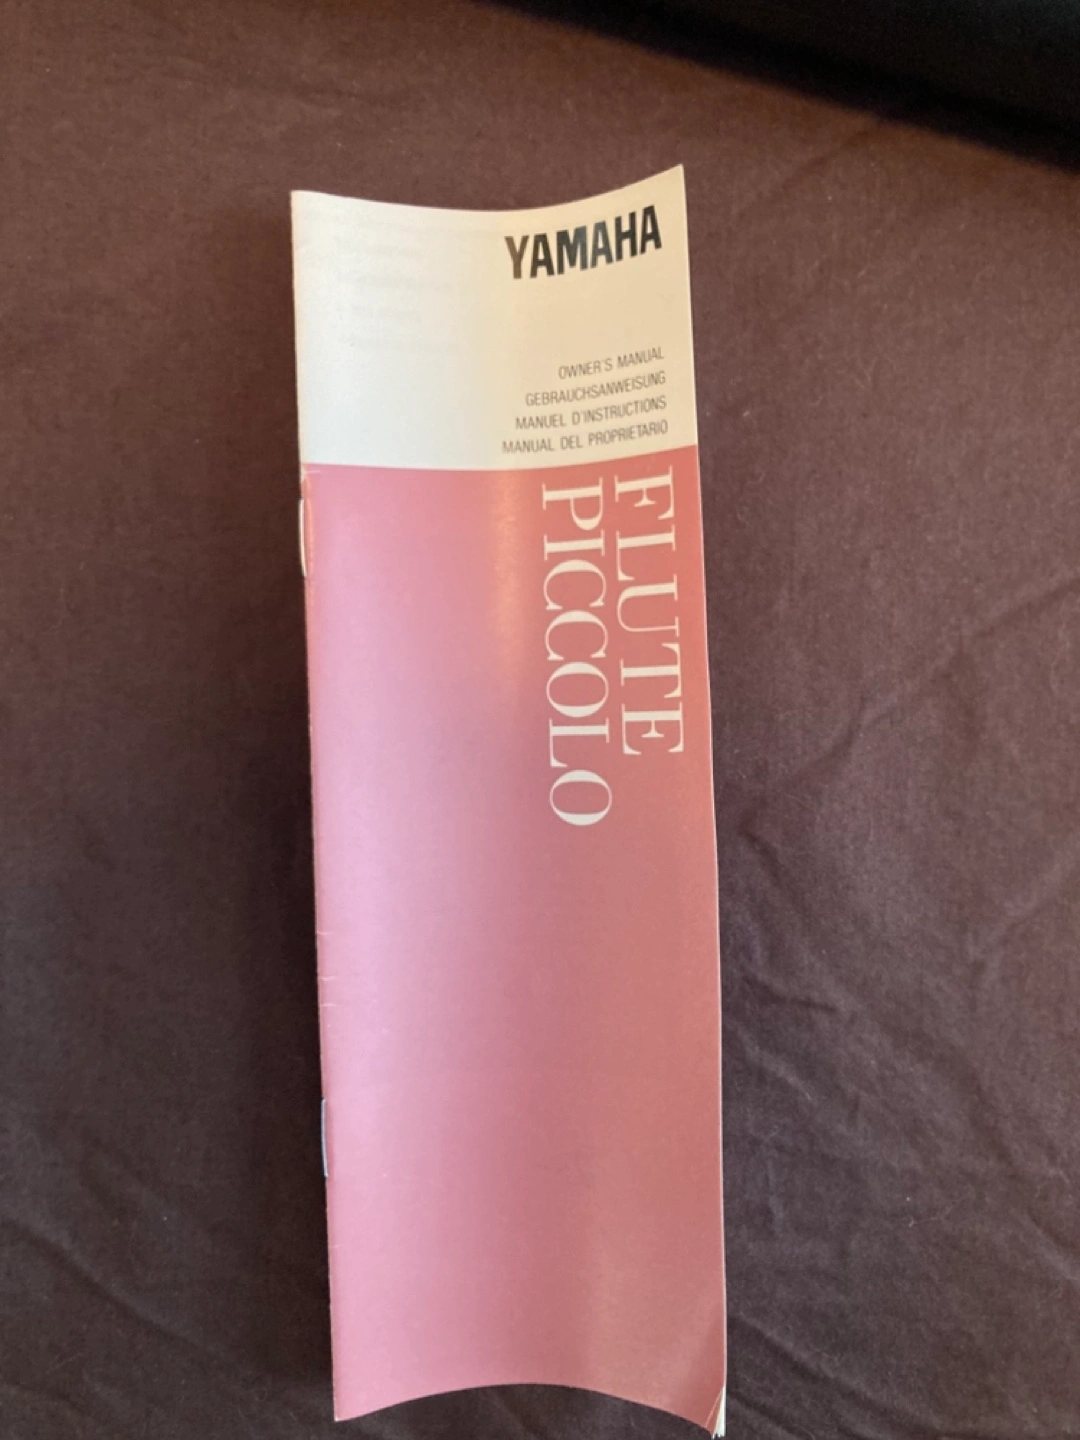 YAMAHA
OWNER'S MANUAL
GEBRAUCHSANWEISUNG
MANUEL D'INSTRUCTIONS
MANUAL DEL PROPRIETARIO
FLUTE
PICCOLO